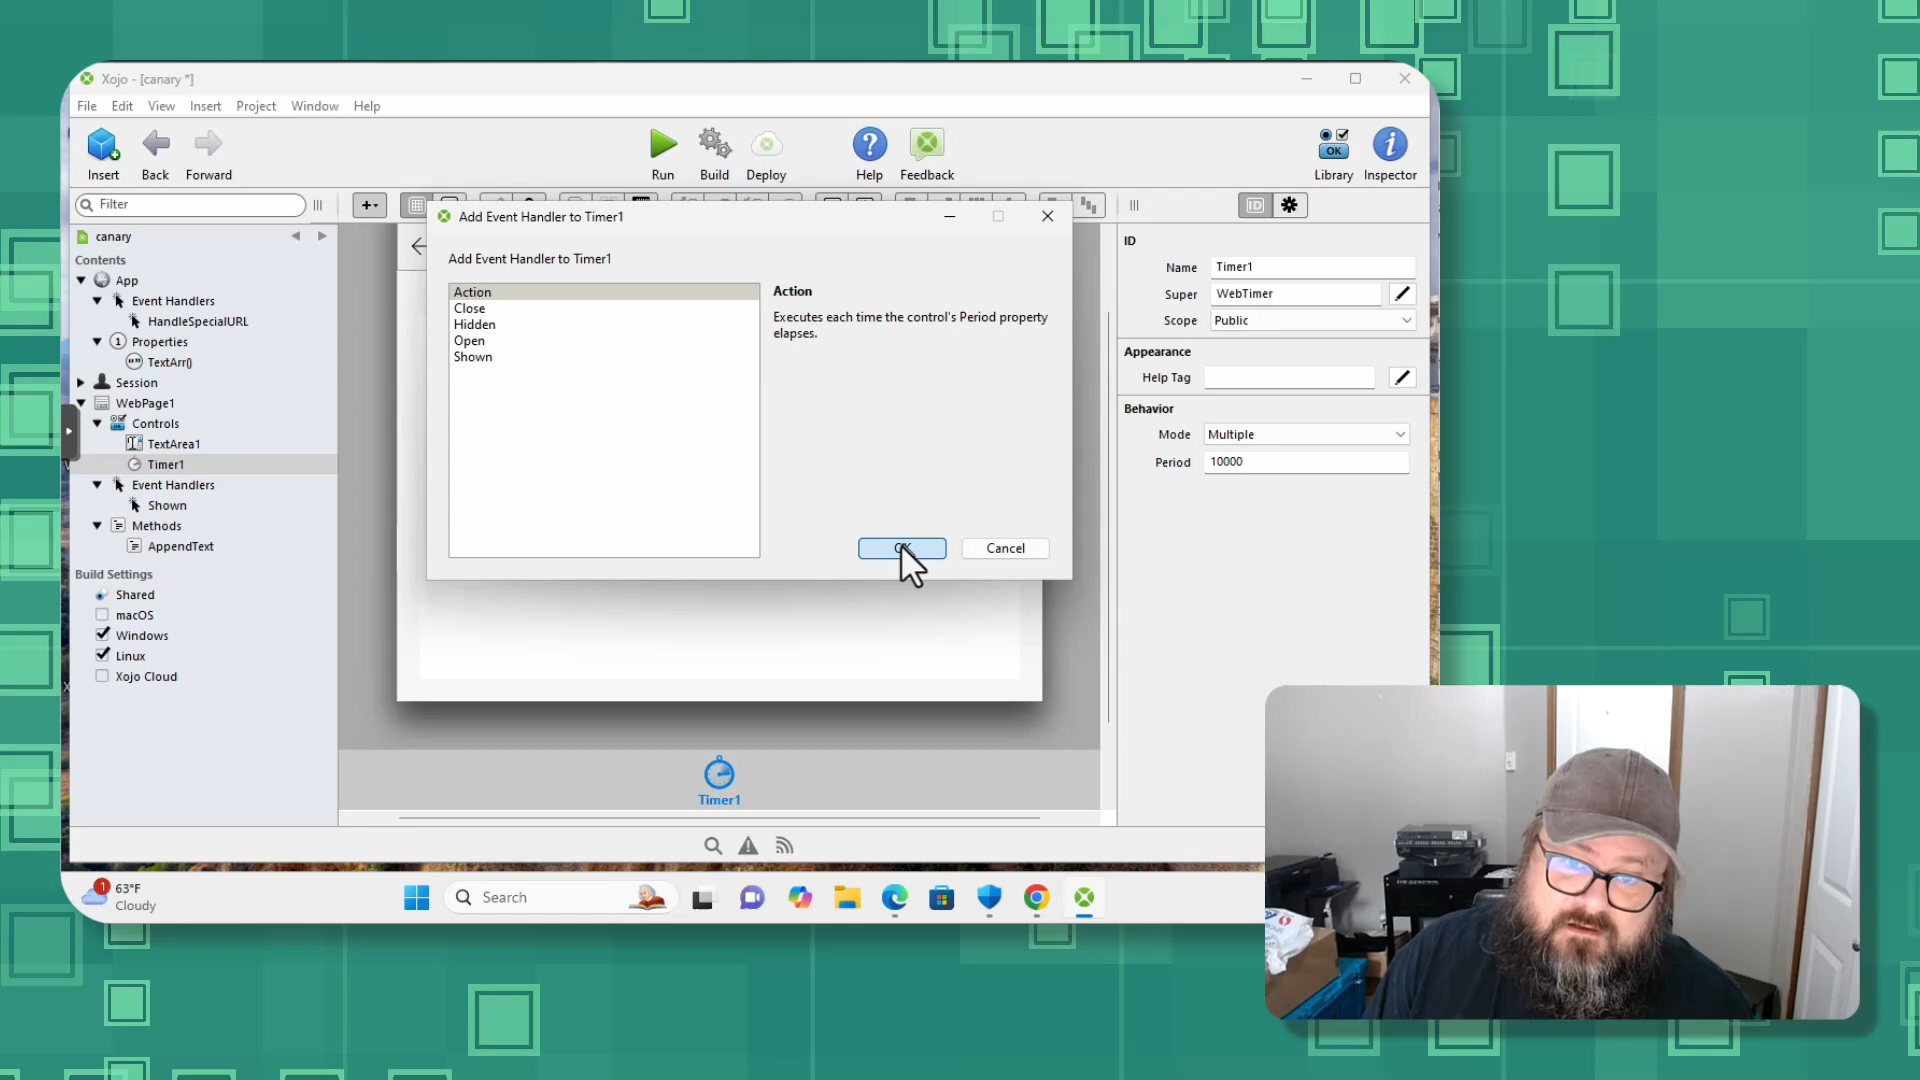 Xojo - [canary *]
File Edit View Insert Project Window Help
Insert Back Forward Run Build Deploy Help Feedback OK Library Inspector
Filter
Add Event Handler to Timer1
canary
Contents
App
Event Handlers
HandleSpecialURL
1 Properties
TextArr()
Session
WebPage1
Controls
TextArea1
Timer1
Event Handlers
Shown
Methods
AppendText
Build Settings
Shared
macOS
Windows
Linux
Xojo Cloud
Add Event Handler to Timer1
Action
Close
Hidden
Open
Shown
Action
Executes each time the control's Period property
elapses.
Cancel
ID
ID
Name Timer1
Super WebTimer
Scope Public
Appearance
Help Tag
Behavior
Mode Multiple
Period 10000
Timer1
1
63°F
Cloudy
Search